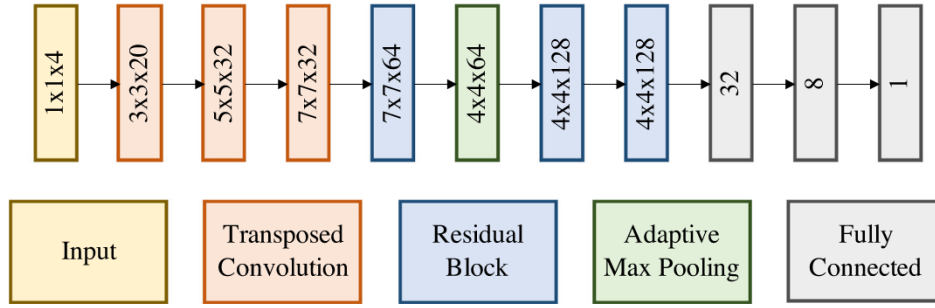 1x1x4
3x3x20
5x5x32
7x7x32
7x7x64
4x4x64
4x4x128
4x4x128
32
8
1
Input
Transposed
Convolution
Residual
Block
Adaptive
Max Pooling
Fully
Connected